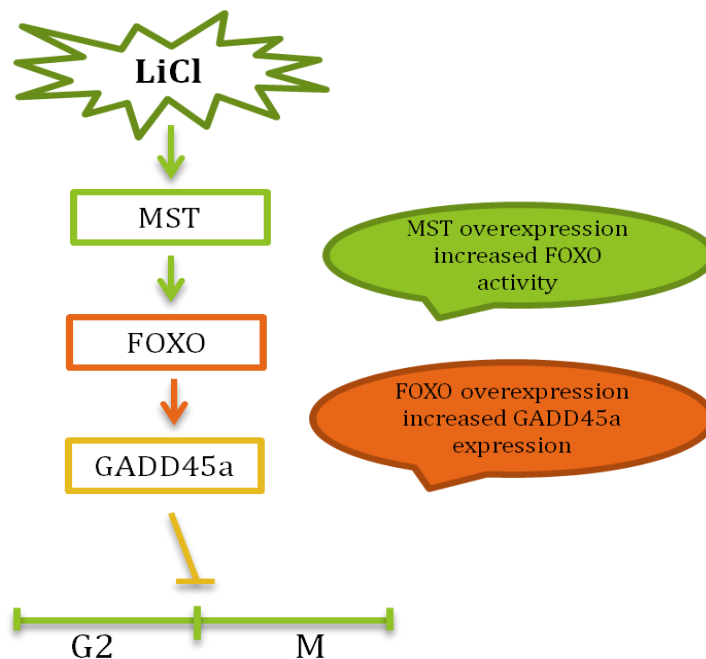 LiCl
MST
MST overexpression
increased FOXO
activity
FOXO
FOXO overexpression
increased GADD45a
expression
GADD45a
G2
M